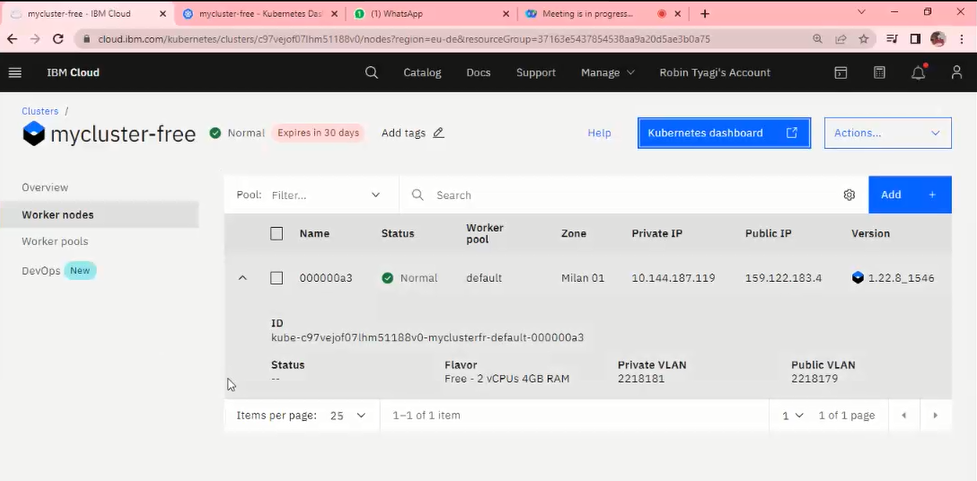 mycluster-free - IBM Cloud
mycluster-free - Kubernetes Das
(1) WhatsApp
Meeting is in progress...
cloud.ibm.com/kubernetes/clusters/c97vejof07lhm51188v0/nodes?region=eu-de&resourceGroup=37163e5437854538aa9a20d5ae3b0a75
IBM Cloud
Catalog
Docs
Support
Manage
Robin Tyagi's Account
Clusters /
mycluster-free
Normal
Expires in 30 days
Add tags
Help
Kubernetes dashboard
Actions...
Overview
Worker nodes
Worker pools
DevOps New
Pool: Filter...
Search
Add +
Name Status Worker pool Zone Private IP Public IP Version
000000a3 Normal default Milan 01 10.144.187.119 159.122.183.4 1.22.8_1546
ID
kube-c97vejof07lhm51188v0-myclusterfr-default-000000a3
Status Flavor Private VLAN Public VLAN
-- Free - 2 vCPUs 4GB RAM 2218181 2218179
Items per page: 25 1–1 of 1 item 1 1 of 1 page